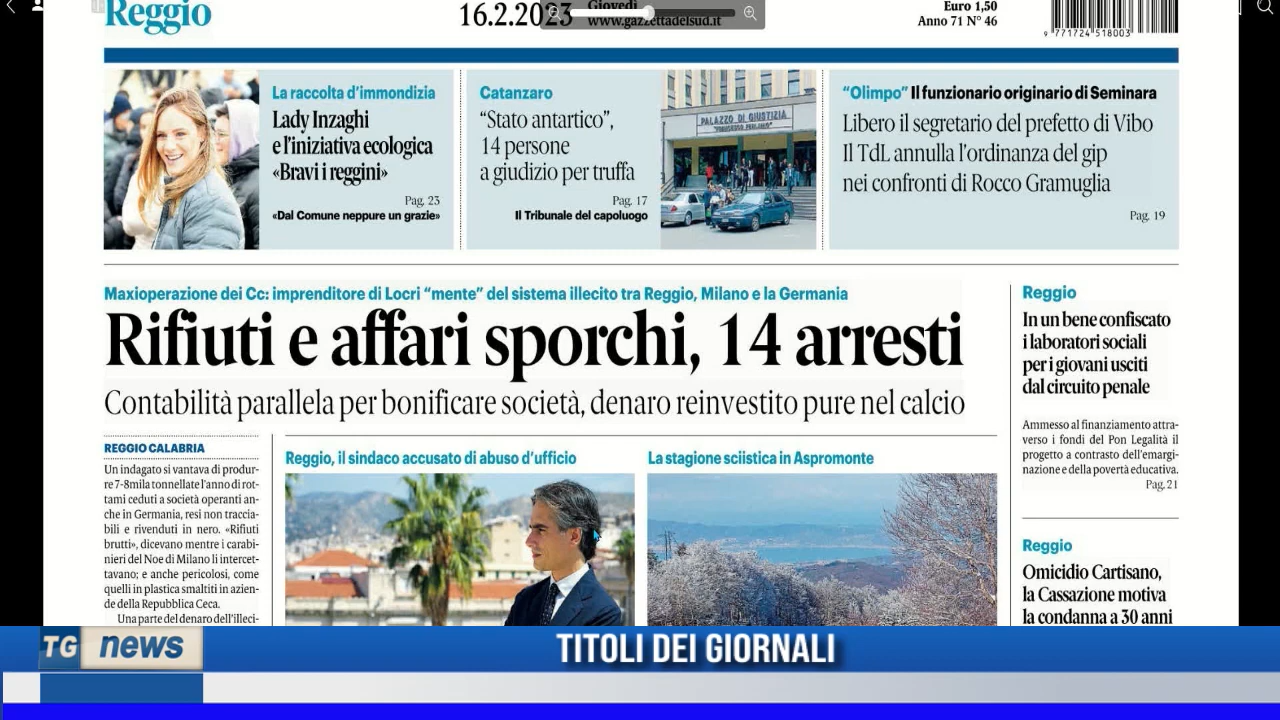 Reggio
16.2.2023
Giovedì
www.gazzettadelsud.it
Euro 1,50
Anno 71 N° 46
9 771724 518003
La raccolta d'immondizia
Lady Inzaghi
e l'iniziativa ecologica
«Bravi i reggini»
Pag. 23
«Dal Comune neppure un grazie»
Catanzaro
“Stato antartico”,
14 persone
a giudizio per truffa
Pag. 17
Il Tribunale del capoluogo
PALAZZO DI GIUSTIZIA
“Olimpo” Il funzionario originario di Seminara
Libero il segretario del prefetto di Vibo
Il TdL annulla l'ordinanza del gip
nei confronti di Rocco Gramuglia
Pag. 19
Maxioperazione dei Cc: imprenditore di Locri “mente” del sistema illecito tra Reggio, Milano e la Germania
Rifiuti e affari sporchi, 14 arresti
Contabilità parallela per bonificare società, denaro reinvestito pure nel calcio
REGGIO CALABRIA
Un indagato si vantava di produr-
re 7-8mila tonnellate l'anno di rot-
tami ceduti a società operanti an-
che in Germania, resi non traccia-
bili e rivenduti in nero. «Rifiuti
brutti», dicevano mentre i carabi-
nieri del Noe di Milano li intercet-
tavano; e anche pericolosi, come
quelli in plastica smaltiti in azien-
de della Repubblica Ceca.
Una parte del denaro dell'illeci-
Reggio, il sindaco accusato di abuso d'ufficio
La stagione sciistica in Aspromonte
Reggio
In un bene confiscato
i laboratori sociali
per i giovani usciti
dal circuito penale
Ammesso al finanziamento attra-
verso i fondi del Pon Legalità il
progetto a contrasto dell'emargi-
nazione e della povertà educativa.
Pag. 21
Reggio
Omicidio Cartisano,
la Cassazione motiva
la condanna a 30 anni
TG news
TITOLI DEI GIORNALI